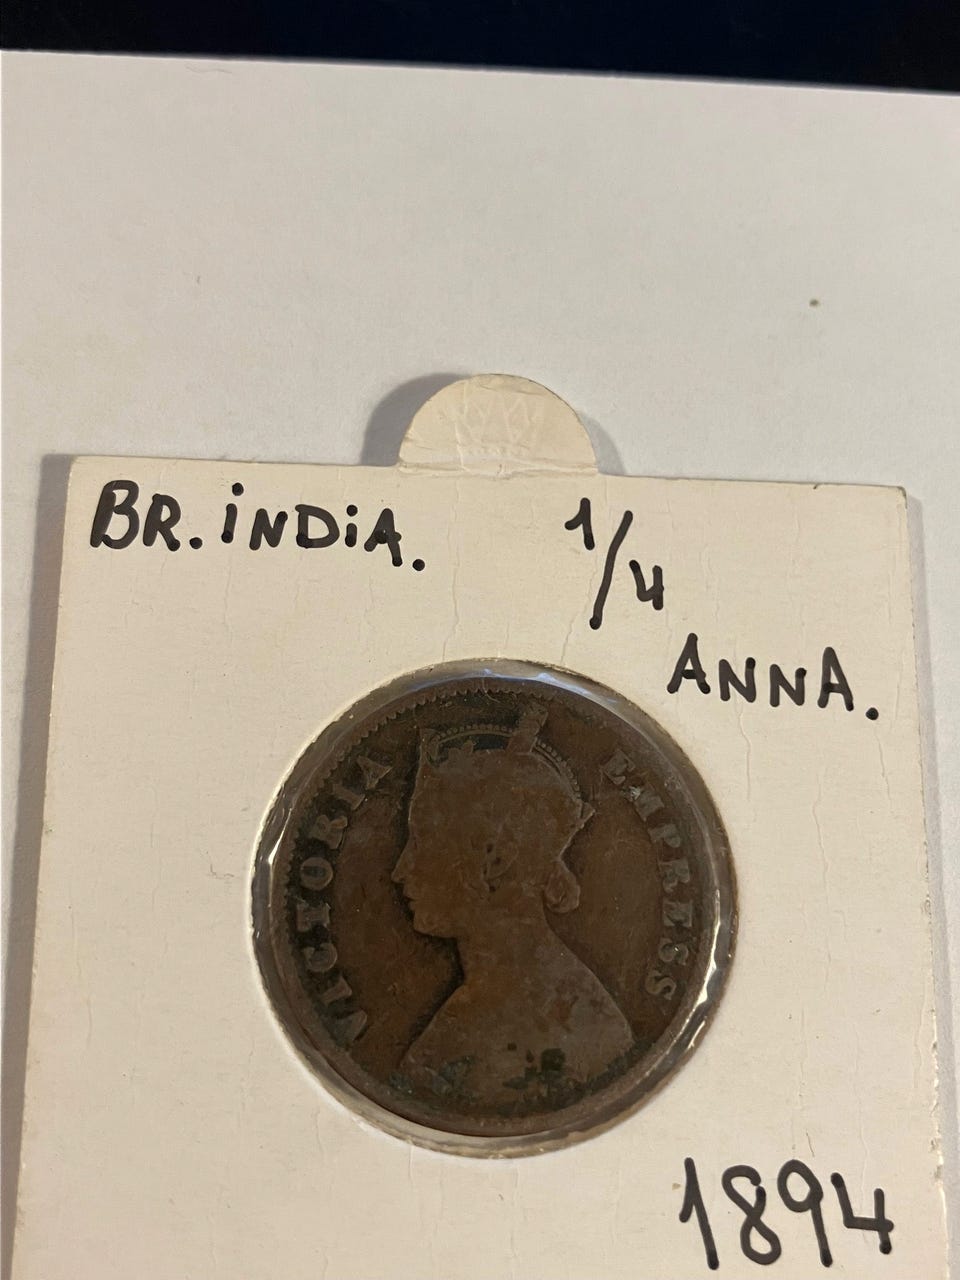 BR. iNDiA. 1/4
ANNA.
VICTORIA EMPRESS
1894